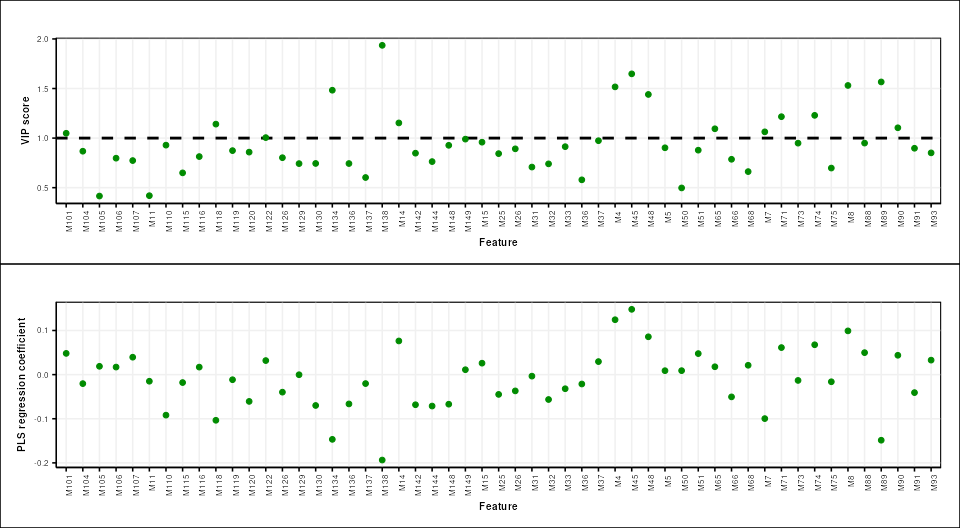 2.0
1.5
1.0
0.5
VIP score
M101 M104 M105 M106 M107 M11 M110 M115 M116 M118 M119 M120 M122 M126 M129 M130 M134 M136 M137 M138 M14 M142 M144 M148 M149 M15 M25 M26 M31 M32 M33 M36 M37 M4 M45 M48 M5 M50 M51 M65 M66 M68 M7 M71 M73 M74 M75 M8 M88 M89 M90 M91 M93
Feature
0.1
0.0
-0.1
-0.2
PLS regression coefficient
M101 M104 M105 M106 M107 M11 M110 M115 M116 M118 M119 M120 M122 M126 M129 M130 M134 M136 M137 M138 M14 M142 M144 M148 M149 M15 M25 M26 M31 M32 M33 M36 M37 M4 M45 M48 M5 M50 M51 M65 M66 M68 M7 M71 M73 M74 M75 M8 M88 M89 M90 M91 M93
Feature